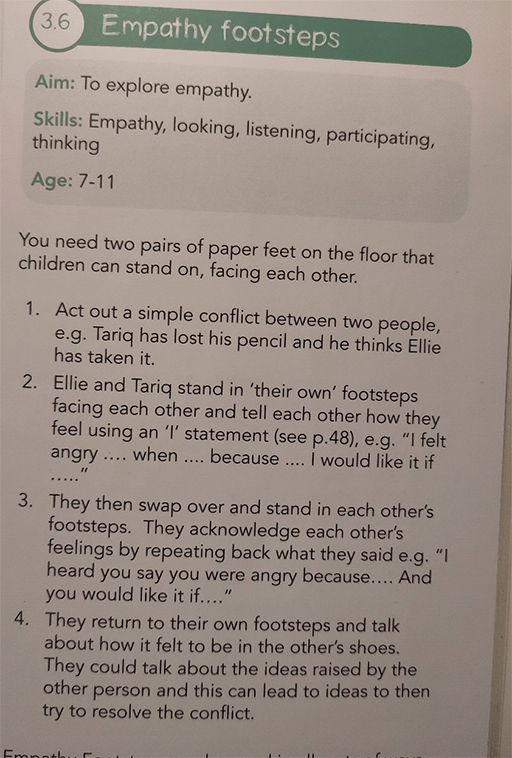 3.6 Empathy footsteps
Aim: To explore empathy.
Skills: Empathy, looking, listening, participating,
thinking
Age: 7-11
You need two pairs of paper feet on the floor that
children can stand on, facing each other.
1. Act out a simple conflict between two people,
e.g. Tariq has lost his pencil and he thinks Ellie
has taken it.
2. Ellie and Tariq stand in ‘their own’ footsteps
facing each other and tell each other how they
feel using an ‘I’ statement (see p.48), e.g. “I felt
angry .... when .... because .... I would like it if
.....”
3. They then swap over and stand in each other’s
footsteps. They acknowledge each other’s
feelings by repeating back what they said e.g. “I
heard you say you were angry because.... And
you would like it if....”
4. They return to their own footsteps and talk
about how it felt to be in the other’s shoes.
They could talk about the ideas raised by the
other person and this can lead to ideas to then
try to resolve the conflict.